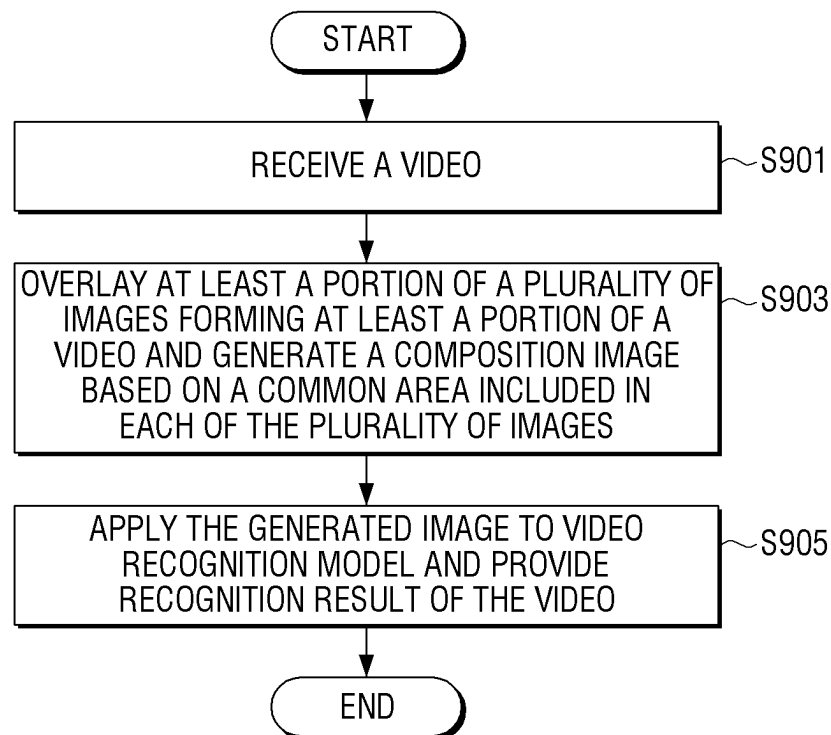 START
RECEIVE A VIDEO
S901
OVERLAY AT LEAST A PORTION OF A PLURALITY OF
IMAGES FORMING AT LEAST A PORTION OF A
VIDEO AND GENERATE A COMPOSITION IMAGE
BASED ON A COMMON AREA INCLUDED IN
EACH OF THE PLURALITY OF IMAGES
S903
APPLY THE GENERATED IMAGE TO VIDEO
RECOGNITION MODEL AND PROVIDE
RECOGNITION RESULT OF THE VIDEO
S905
END